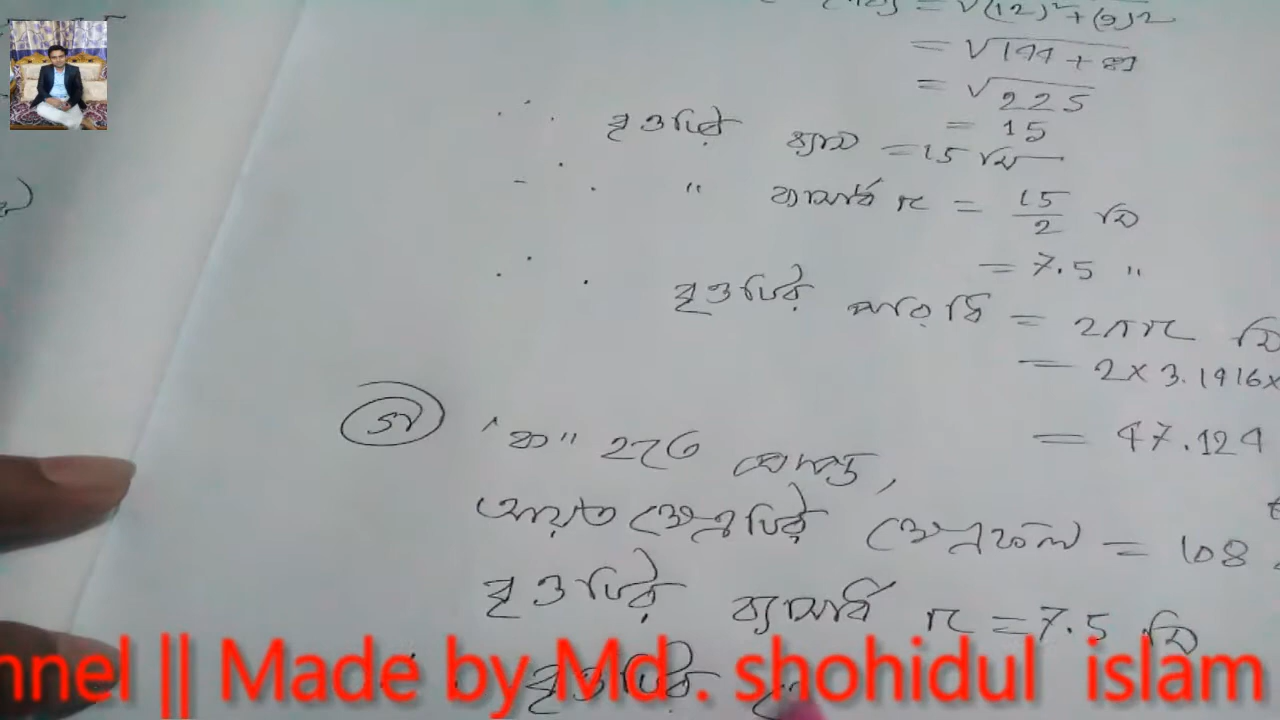 = √(12)² + (9)2
= √144 + 81
= √225
= 15
∴ বৃত্তটির ব্যাস = 15 মি
∴ " ব্যাসার্ধ r = 15/2 মি
= 7.5 "
∴ বৃত্তটির পরিধি = 2πr মি
= 2 × 3.1416 ×
= 47.124
গ "ক" হতে প্রাপ্ত,
আয়তক্ষেত্রটির ক্ষেত্রফল = 108
বৃত্তটির ব্যাসার্ধ r = 7.5 মি
বৃত্তটির
nnel || Made by Md. shohidul islam